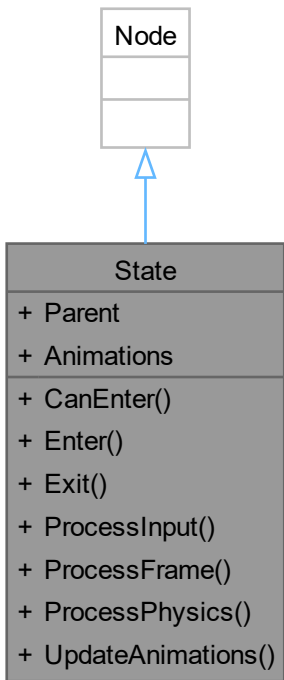 Node
State
+ Parent
+ Animations
+ CanEnter()
+ Enter()
+ Exit()
+ ProcessInput()
+ ProcessFrame()
+ ProcessPhysics()
+ UpdateAnimations()